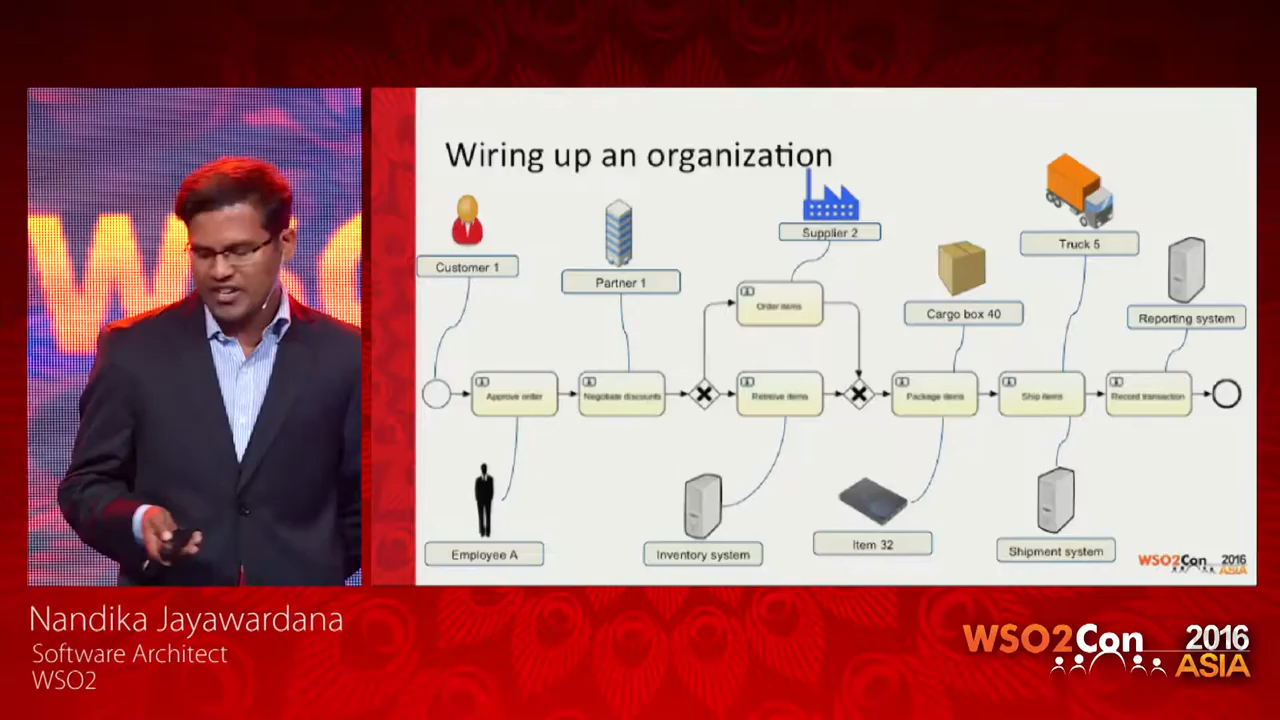 Wiring up an organization
Supplier 2
Truck 5
Customer 1
Partner 1
Order items
Cargo box 40
Reporting system
Approve order
Negotiate discounts
Retrieve items
Package items
Ship items
Record transaction
Employee A
Inventory system
Item 32
Shipment system
WSO2Con 2016
ASIA
Nandika Jayawardana
Software Architect
WSO2
WSO2Con 2016
ASIA